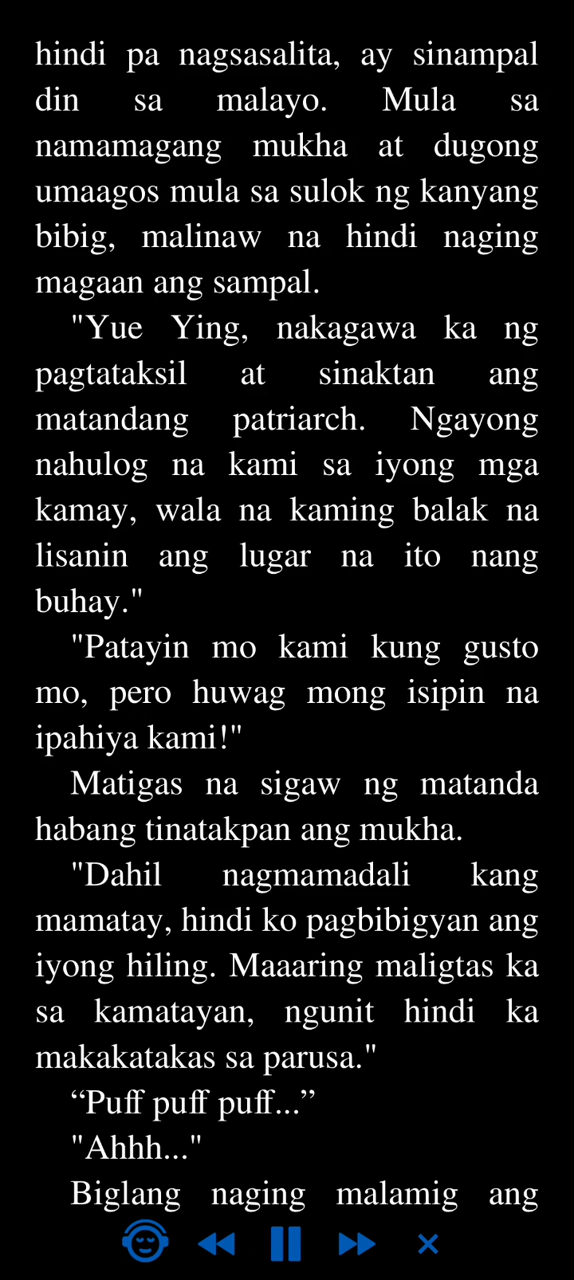 hindi pa nagsasalita, ay sinampal
din sa malayo. Mula sa
namamagang mukha at dugong
umaagos mula sa sulok ng kanyang
bibig, malinaw na hindi naging
magaan ang sampal.
"Yue Ying, nakagawa ka ng
pagtataksil at sinaktan ang
matandang patriarch. Ngayong
nahulog na kami sa iyong mga
kamay, wala na kaming balak na
lisanin ang lugar na ito nang
buhay."
"Patayin mo kami kung gusto
mo, pero huwag mong isipin na
ipahiya kami!"
Matigas na sigaw ng matanda
habang tinatakpan ang mukha.
"Dahil nagmamadali kang
mamatay, hindi ko pagbibigyan ang
iyong hiling. Maaaring maligtas ka
sa kamatayan, ngunit hindi ka
makakatakas sa parusa."
“Puff puff puff...”
"Ahhh..."
Biglang naging malamig ang